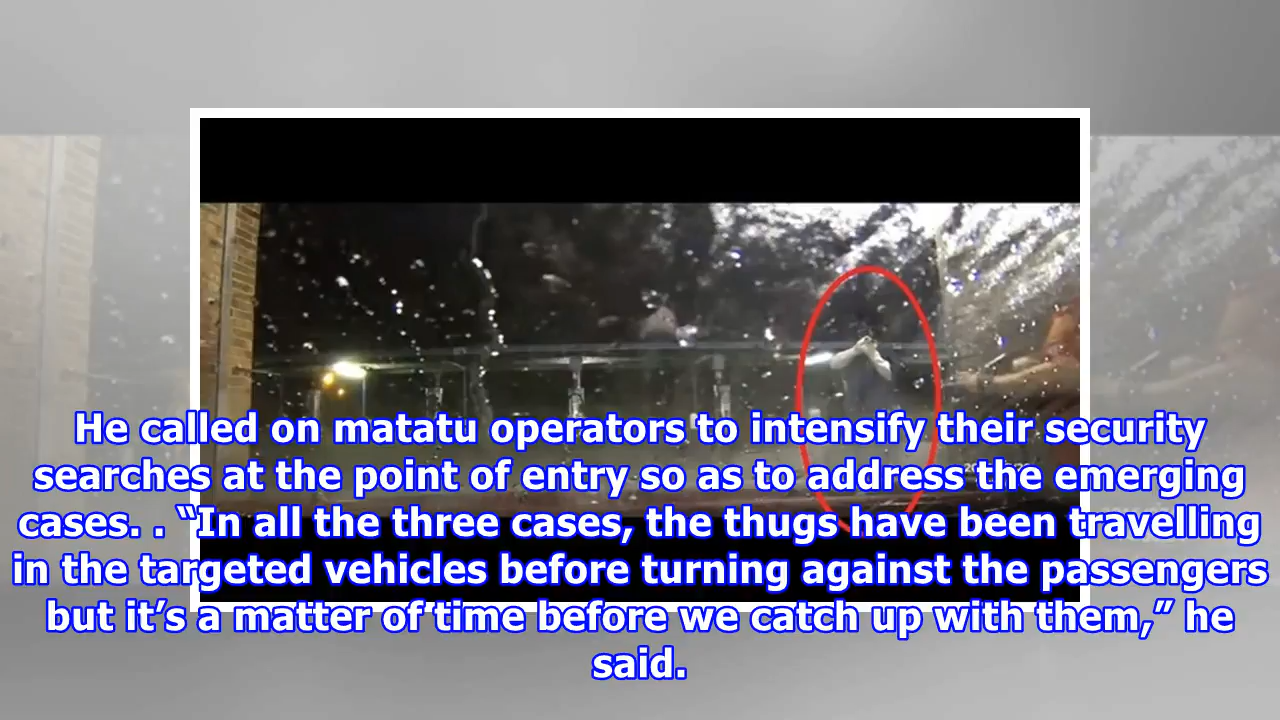 He called on matatu operators to intensify their security
searches at the point of entry so as to address the emerging
cases. . “In all the three cases, the thugs have been travelling
in the targeted vehicles before turning against the passengers
but it’s a matter of time before we catch up with them,” he
said.